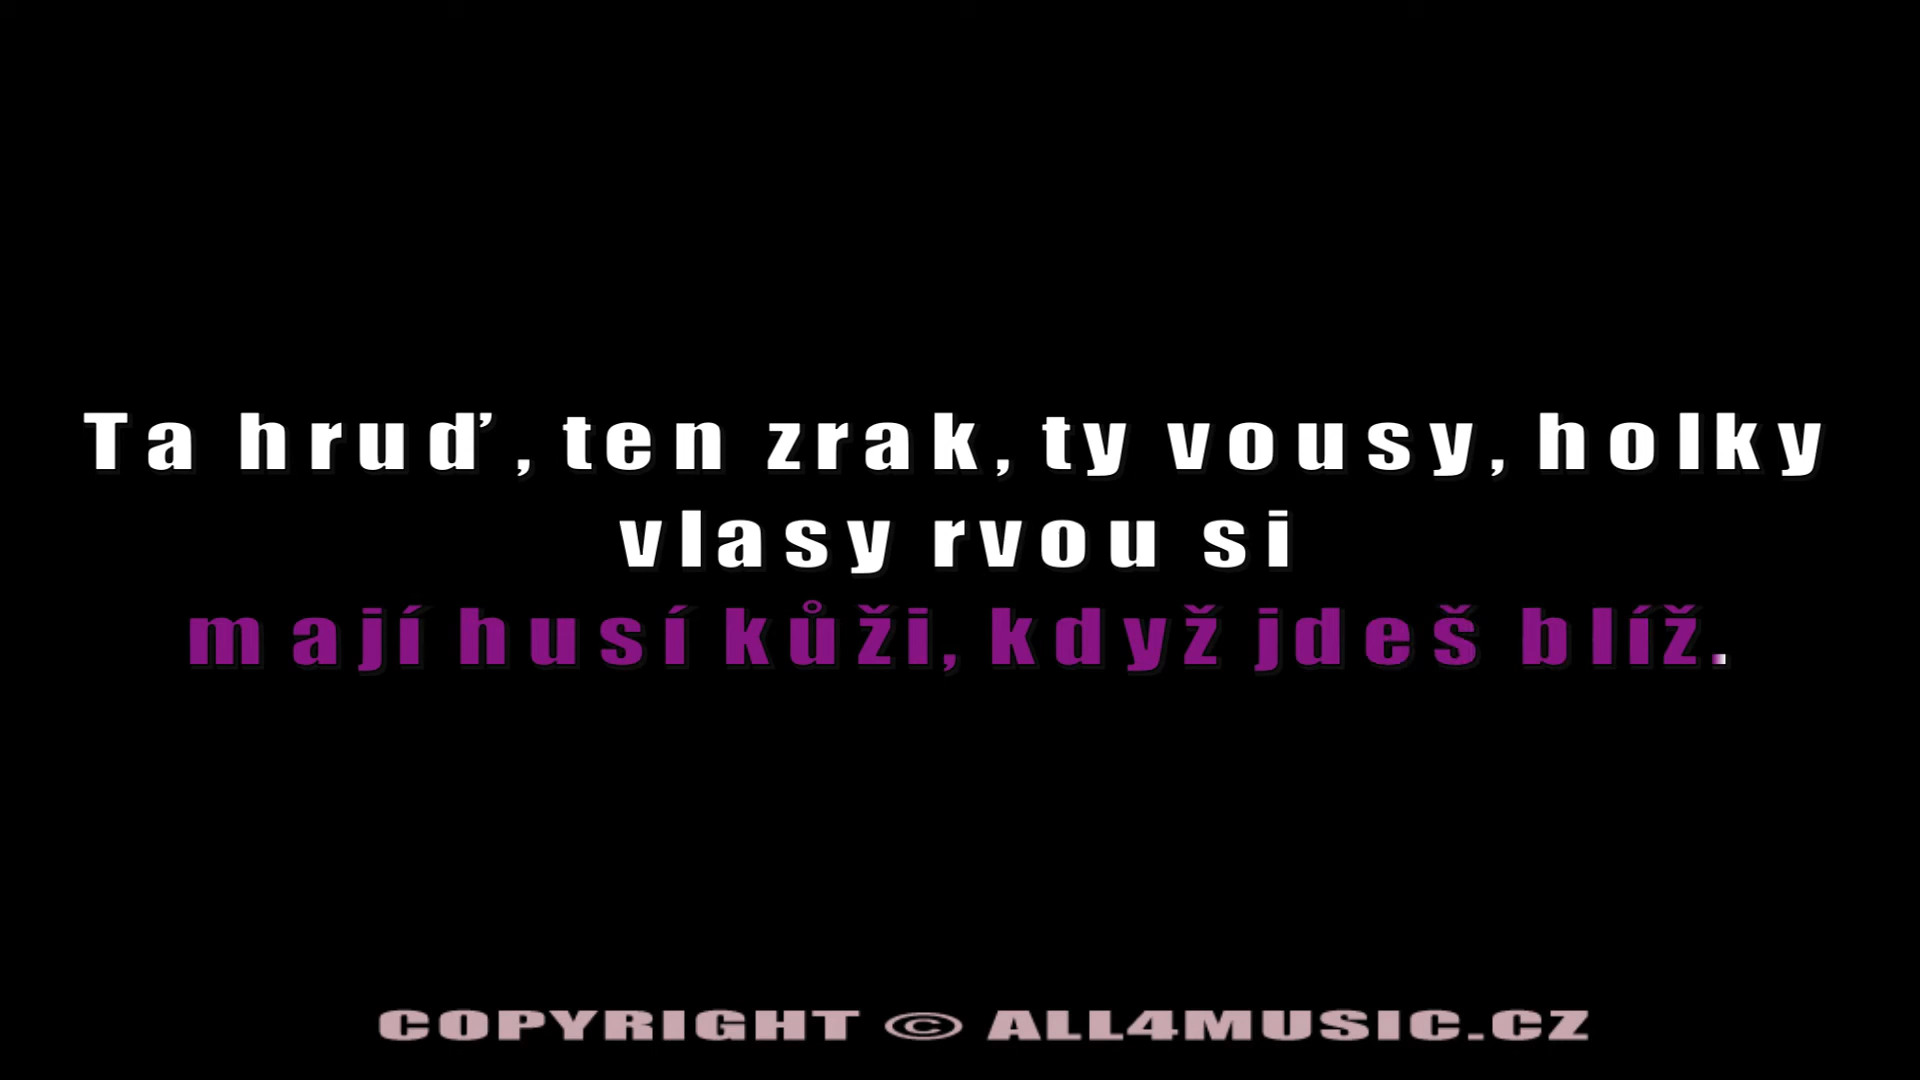 Ta hruď, ten zrak, ty vousy, holky
vlasy rvou si
mají husí kůži, když jdeš blíž.
COPYRIGHT © ALL4MUSIC.CZ